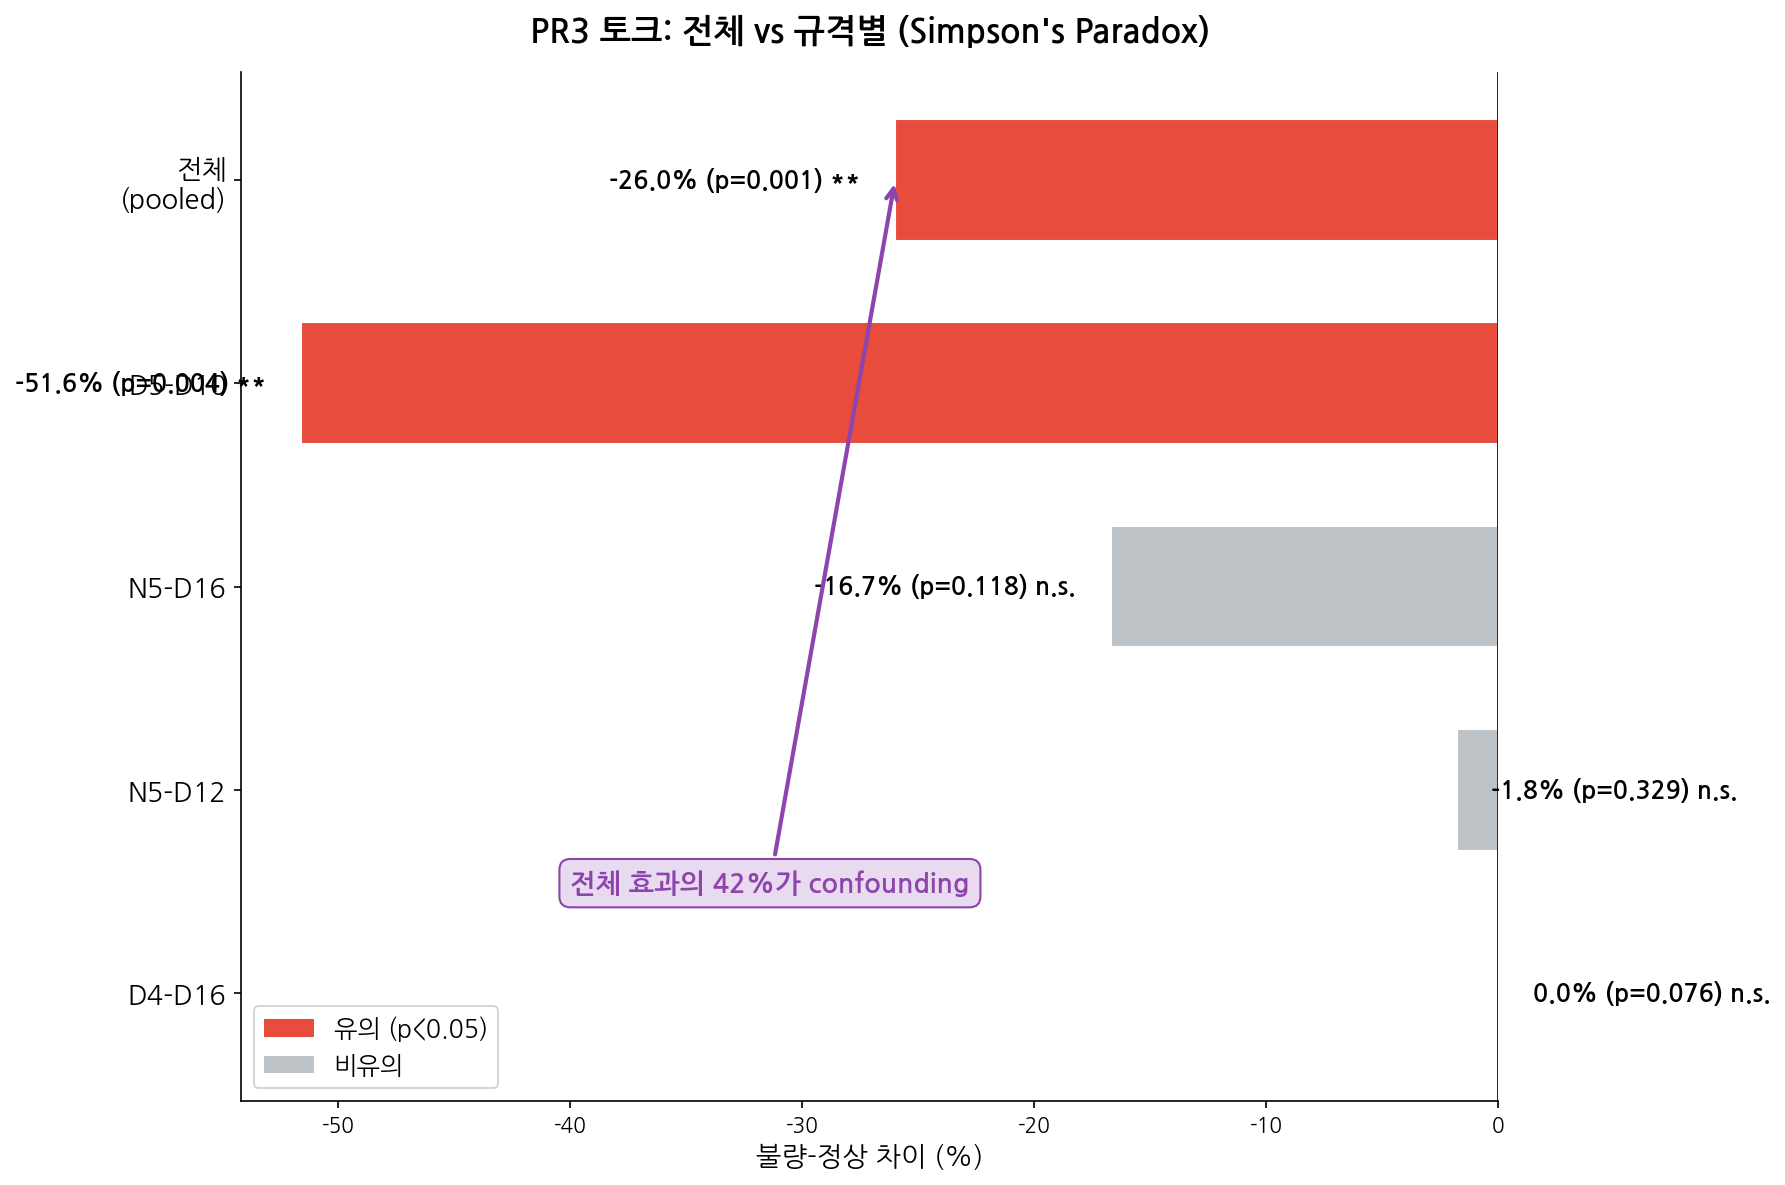 PR3 토크: 전체 vs 규격별 (Simpson's Paradox)
전체
(pooled)
-26.0% (p=0.001) **
D5-D10
-51.6% (p=0.004) **
N5-D16
-16.7% (p=0.118) n.s.
N5-D12
-1.8% (p=0.329) n.s.
전체 효과의 42%가 confounding
D4-D16
0.0% (p=0.076) n.s.
유의 (p<0.05)
비유의
-50 -40 -30 -20 -10 0
불량-정상 차이 (%)